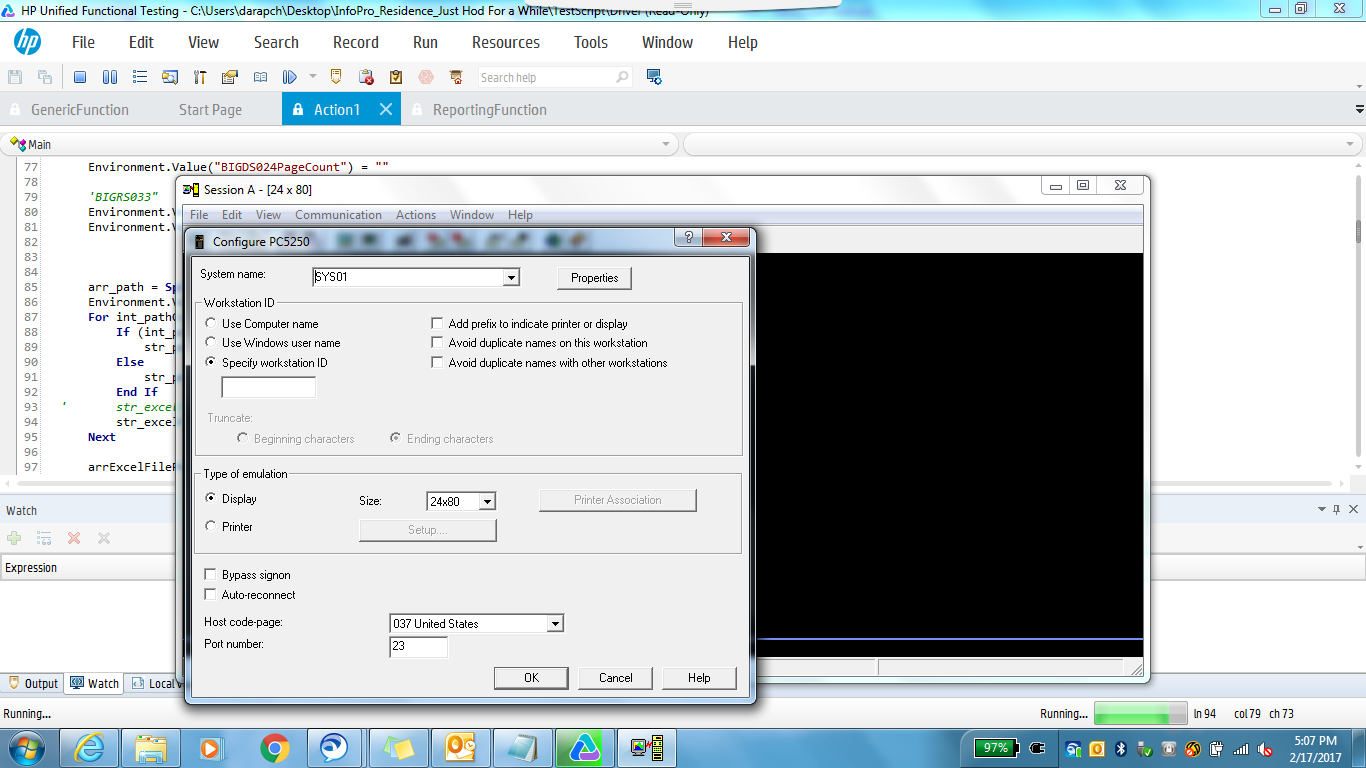 HP Unified Functional Testing - C:\Users\darapch\Desktop\InfoPro_Residence_Just Hod For a While\TestScript\Driver (Read-Only)
hp File Edit View Search Record Run Resources Tools Window Help
Search help
GenericFunction Start Page Action1 ReportingFunction
Main
77 Environment.Value("BIGDS024PageCount") = ""
78
79 'BIGRS033"
80 Environment.
81 Environment.
82
83
84
85 arr_path = Sp
86 Environment.
87 For int_path
88 If (int_p
89 str_p
90 Else
91 str_p
92 End If
93 ' str_excel
94 str_excel
95 Next
96
97 arrExcelFileP
Session A - [24 x 80]
File Edit View Communication Actions Window Help
Configure PC5250
System name: SYS01 Properties
Workstation ID
Use Computer name Add prefix to indicate printer or display
Use Windows user name Avoid duplicate names on this workstation
Specify workstation ID Avoid duplicate names with other workstations
Truncate:
Beginning characters Ending characters
Type of emulation
Display Size: 24x80 Printer Association
Printer Setup....
Bypass signon
Auto-reconnect
Host code-page: 037 United States
Port number: 23
OK Cancel Help
Watch
Expression
Output Watch Local
Running... Running... ln 94 col 79 ch 73
97% 5:07 PM
2/17/2017